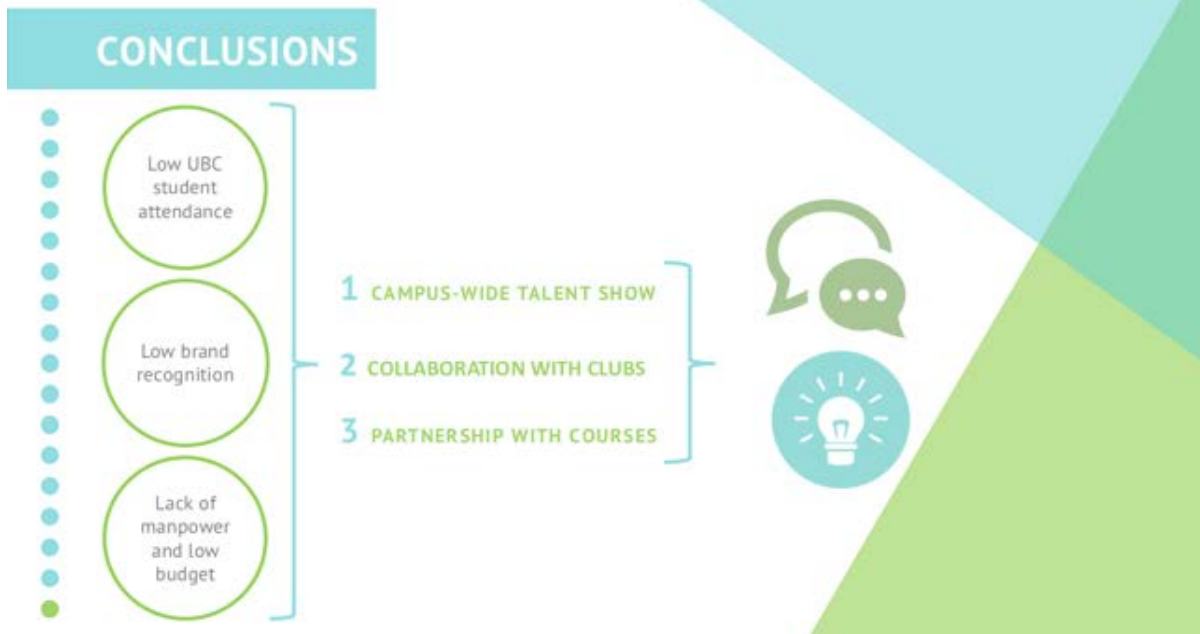 CONCLUSIONS
Low UBC
student
attendance
Low brand
recognition
Lack of
manpower
and low
budget
1 CAMPUS-WIDE TALENT SHOW
2 COLLABORATION WITH CLUBS
3 PARTNERSHIP WITH COURSES